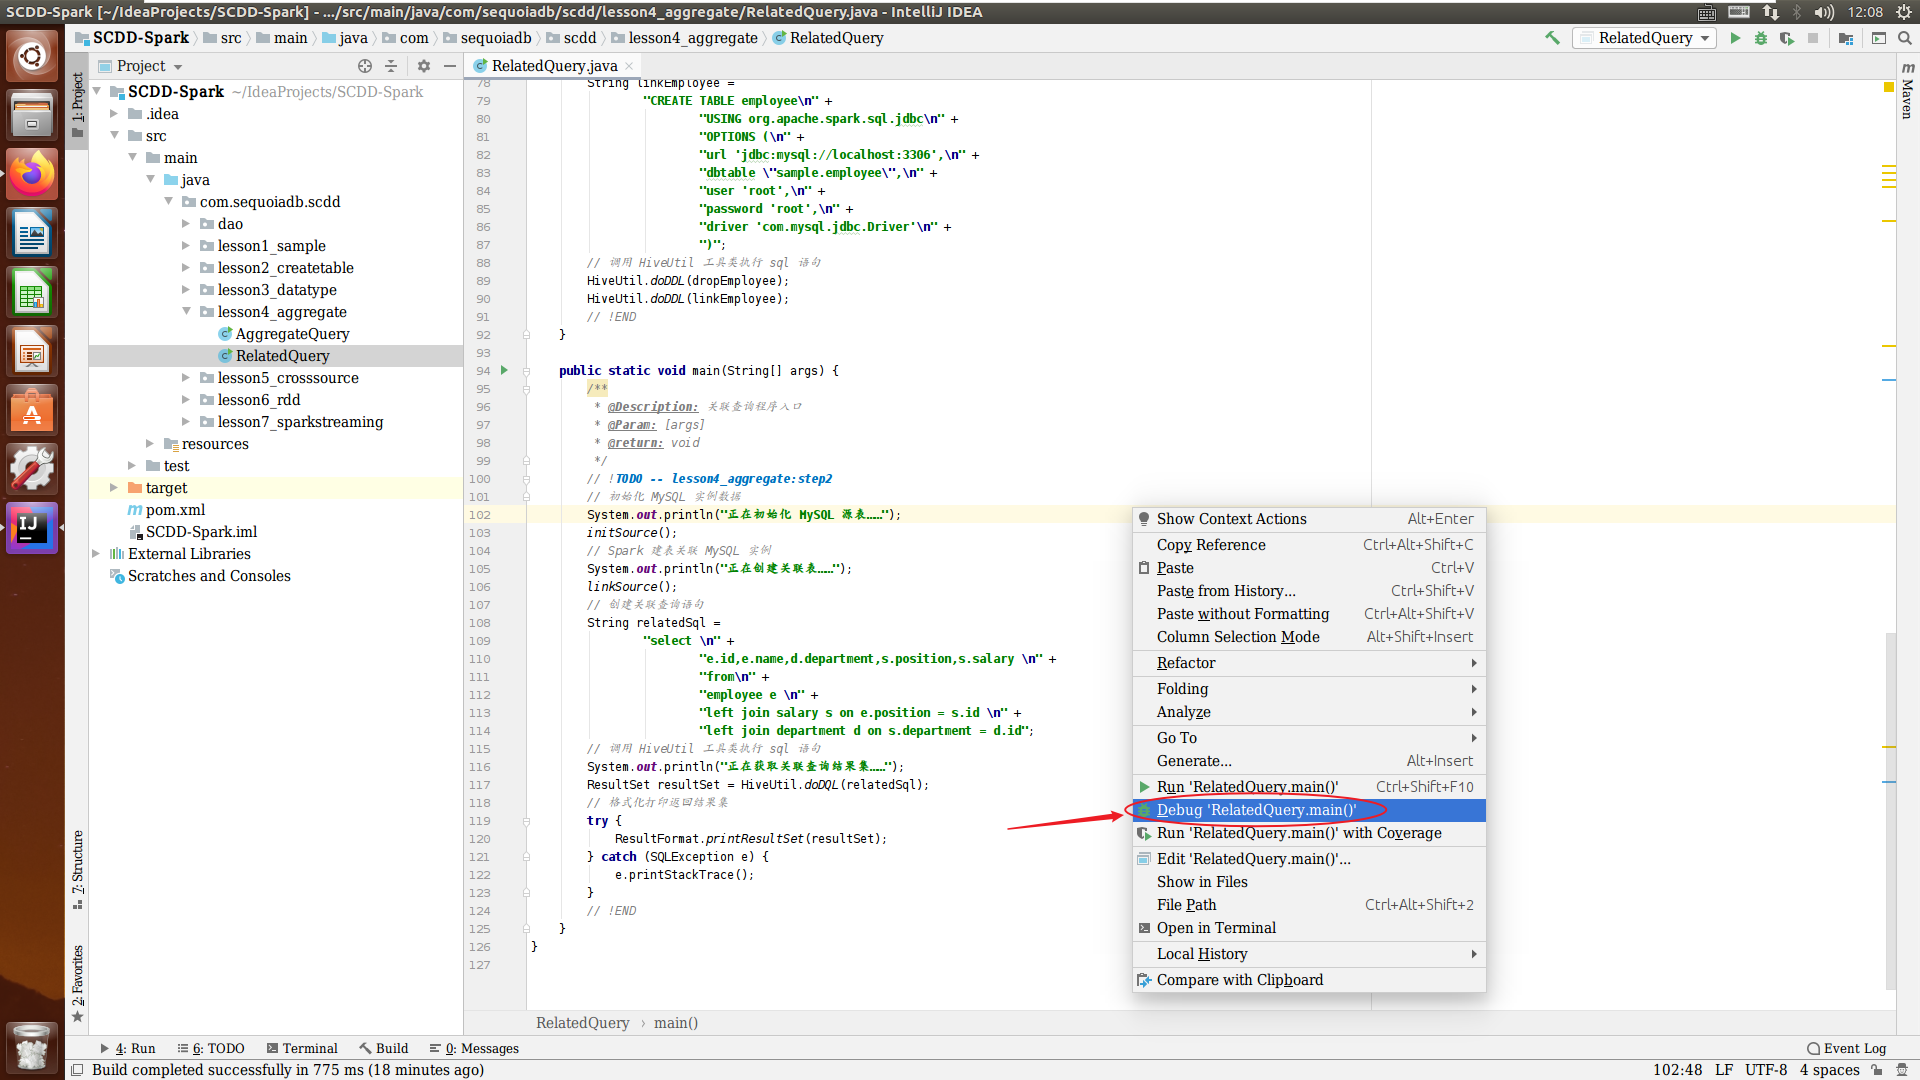 SCDD-Spark [~/IdeaProjects/SCDD-Spark] - .../src/main/java/com/sequoiadb/scdd/lesson4_aggregate/RelatedQuery.java - IntelliJ IDEA
12:08
SCDD-Spark
src
main
java
com
sequoiadb
scdd
lesson4_aggregate
RelatedQuery
RelatedQuery
Project
RelatedQuery.java
1: Project
7: Structure
2: Favorites
m Maven
SCDD-Spark ~/IdeaProjects/SCDD-Spark
.idea
src
main
java
com.sequoiadb.scdd
dao
lesson1_sample
lesson2_createtable
lesson3_datatype
lesson4_aggregate
AggregateQuery
RelatedQuery
lesson5_crosssource
lesson6_rdd
lesson7_sparkstreaming
resources
test
target
m pom.xml
SCDD-Spark.iml
External Libraries
Scratches and Consoles
78 String linkEmployee =
79 "CREATE TABLE employee\n" +
80 "USING org.apache.spark.sql.jdbc\n" +
81 "OPTIONS (\n" +
82 "url 'jdbc:mysql://localhost:3306',\n" +
83 "dbtable \"sample.employee\",\n" +
84 "user 'root',\n" +
85 "password 'root',\n" +
86 "driver 'com.mysql.jdbc.Driver'\n" +
87 ")";
88 // 调用 HiveUtil 工具类执行 sql 语句
89 HiveUtil.doDDL(dropEmployee);
90 HiveUtil.doDDL(linkEmployee);
91 // !END
92 }
93
94 public static void main(String[] args) {
95 /**
96 * @Description: 关联查询程序入口
97 * @Param: [args]
98 * @return: void
99 */
100 // !TODO -- lesson4_aggregate:step2
101 // 初始化 MySQL 实例数据
102 System.out.println("正在初始化 MySQL 源表……");
103 initSource();
104 // Spark 建表关联 MySQL 实例
105 System.out.println("正在创建关联表……");
106 linkSource();
107 // 创建关联查询语句
108 String relatedSql =
109 "select \n" +
110 "e.id,e.name,d.department,s.position,s.salary \n" +
111 "from\n" +
112 "employee e \n" +
113 "left join salary s on e.position = s.id \n" +
114 "left join department d on s.department = d.id";
115 // 调用 HiveUtil 工具类执行 sql 语句
116 System.out.println("正在获取关联查询结果集……");
117 ResultSet resultSet = HiveUtil.doDQL(relatedSql);
118 // 格式化打印返回结果集
119 try {
120 ResultFormat.printResultSet(resultSet);
121 } catch (SQLException e) {
122 e.printStackTrace();
123 }
124 // !END
125 }
126 }
127
Show Context Actions Alt+Enter
Copy Reference Ctrl+Alt+Shift+C
Paste Ctrl+V
Paste from History... Ctrl+Shift+V
Paste without Formatting Ctrl+Alt+Shift+V
Column Selection Mode Alt+Shift+Insert
Refactor
Folding
Analyze
Go To
Generate... Alt+Insert
Run 'RelatedQuery.main()' Ctrl+Shift+F10
Debug 'RelatedQuery.main()'
Run 'RelatedQuery.main()' with Coverage
Edit 'RelatedQuery.main()'...
Show in Files
File Path Ctrl+Alt+Shift+2
Open in Terminal
Local History
Compare with Clipboard
RelatedQuery › main()
4: Run
6: TODO
Terminal
Build
0: Messages
Event Log
Build completed successfully in 775 ms (18 minutes ago)
102:48 LF UTF-8 4 spaces